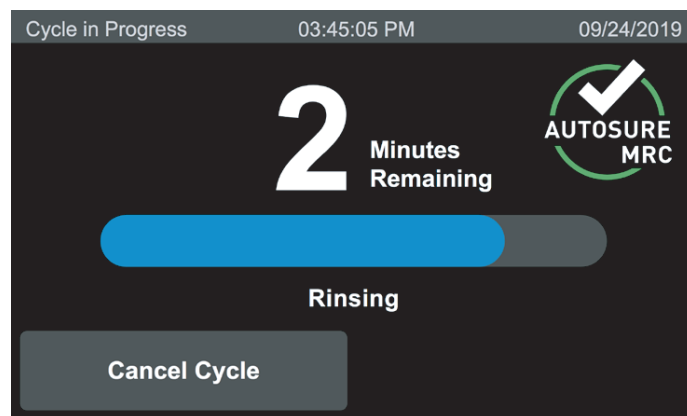 Cycle in Progress 03:45:05 PM 09/24/2019
2 Minutes
Remaining
AUTOSURE
MRC
Rinsing
Cancel Cycle